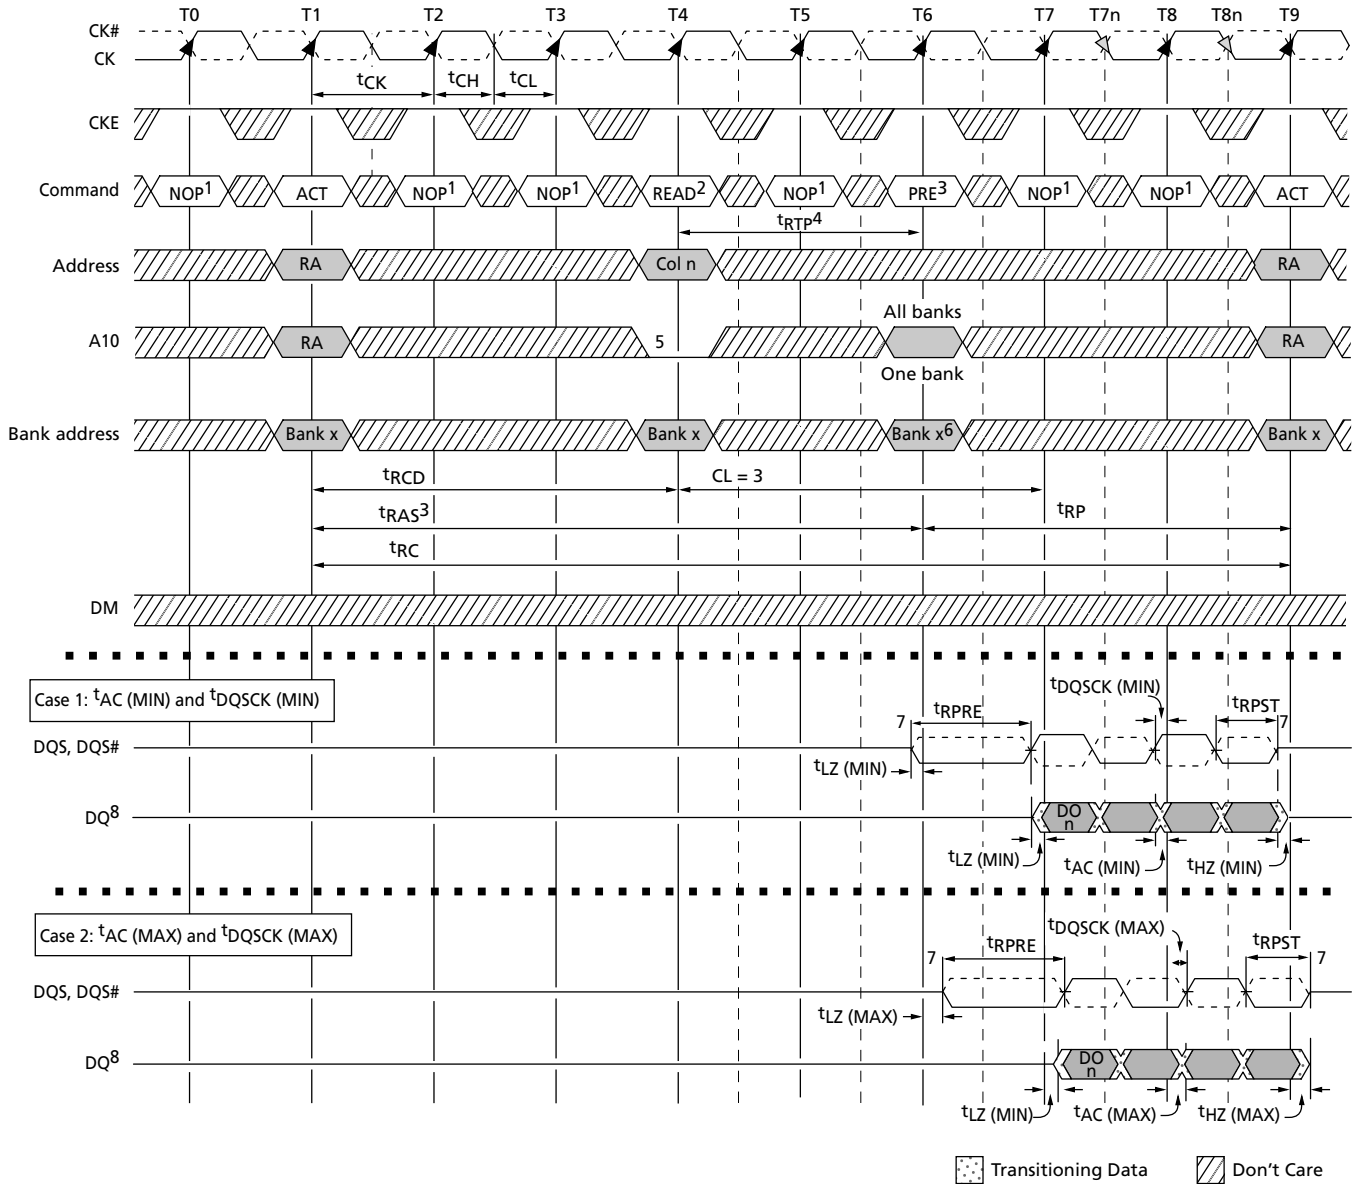 T0 T1 T2 T3 T4 T5 T6 T7 T7n T8 T8n T9
CK#
CK
tCK tCH tCL
CKE
Command NOP1 ACT NOP1 NOP1 READ2 NOP1 PRE3 NOP1 NOP1 ACT
tRTP4
Address RA Col n RA
All banks
A10 RA 5 RA
One bank
Bank address Bank x Bank x Bank x6 Bank x
tRCD CL = 3
tRAS3 tRP
tRC
DM
Case 1: tAC (MIN) and tDQSCK (MIN)
tDQSCK (MIN)
7 tRPRE tRPST 7
DQS, DQS#
tLZ (MIN)
DQ8 DO
n
tLZ (MIN) tAC (MIN) tHZ (MIN)
Case 2: tAC (MAX) and tDQSCK (MAX)
tDQSCK (MAX)
7 tRPRE tRPST 7
DQS, DQS#
tLZ (MAX)
DQ8 DO
n
tLZ (MIN) tAC (MAX) tHZ (MAX)
Transitioning Data Don't Care